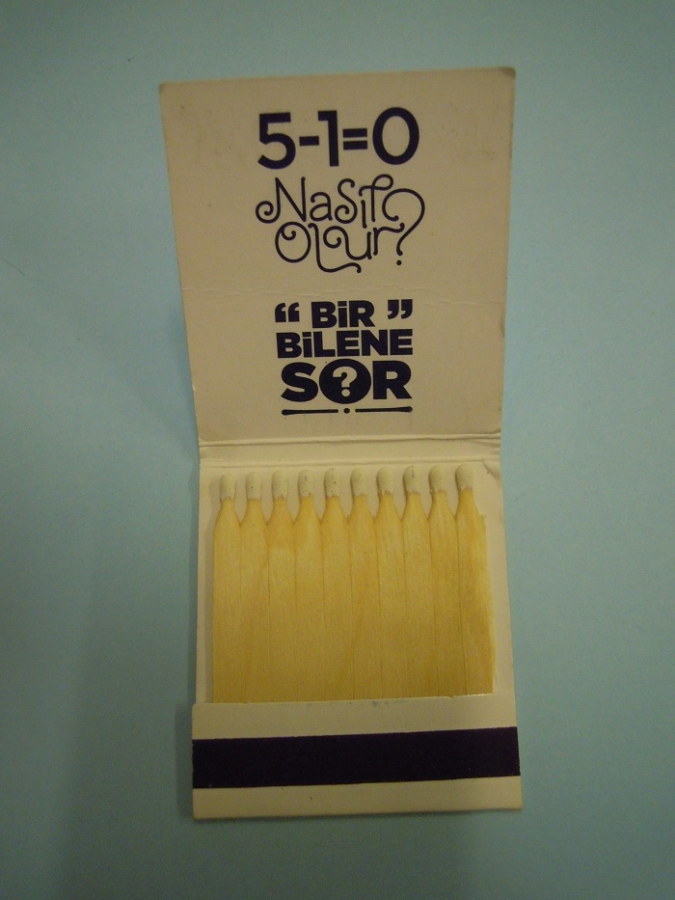 5-1=0
Nasıl
Olur?
“ BiR ”
BiLENE
SOR